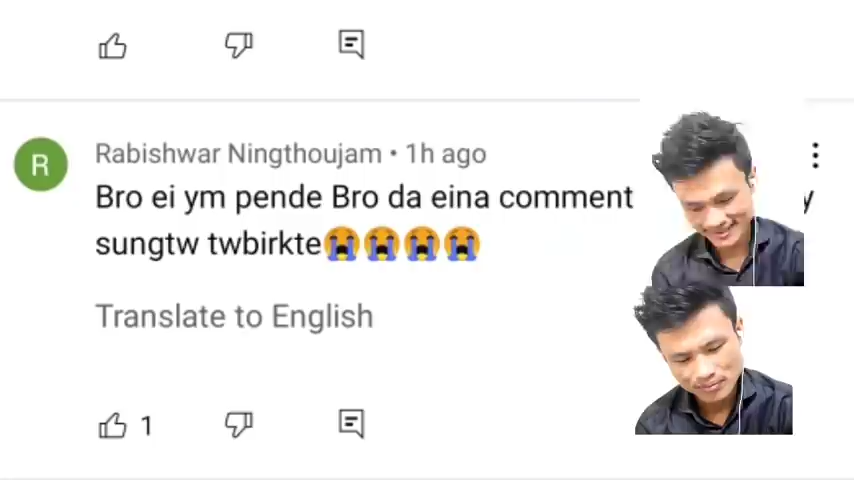 R
Rabishwar Ningthoujam • 1h ago
Bro ei ym pende Bro da eina comment
sungtw twbirkte😭😭😭😭
Translate to English
1